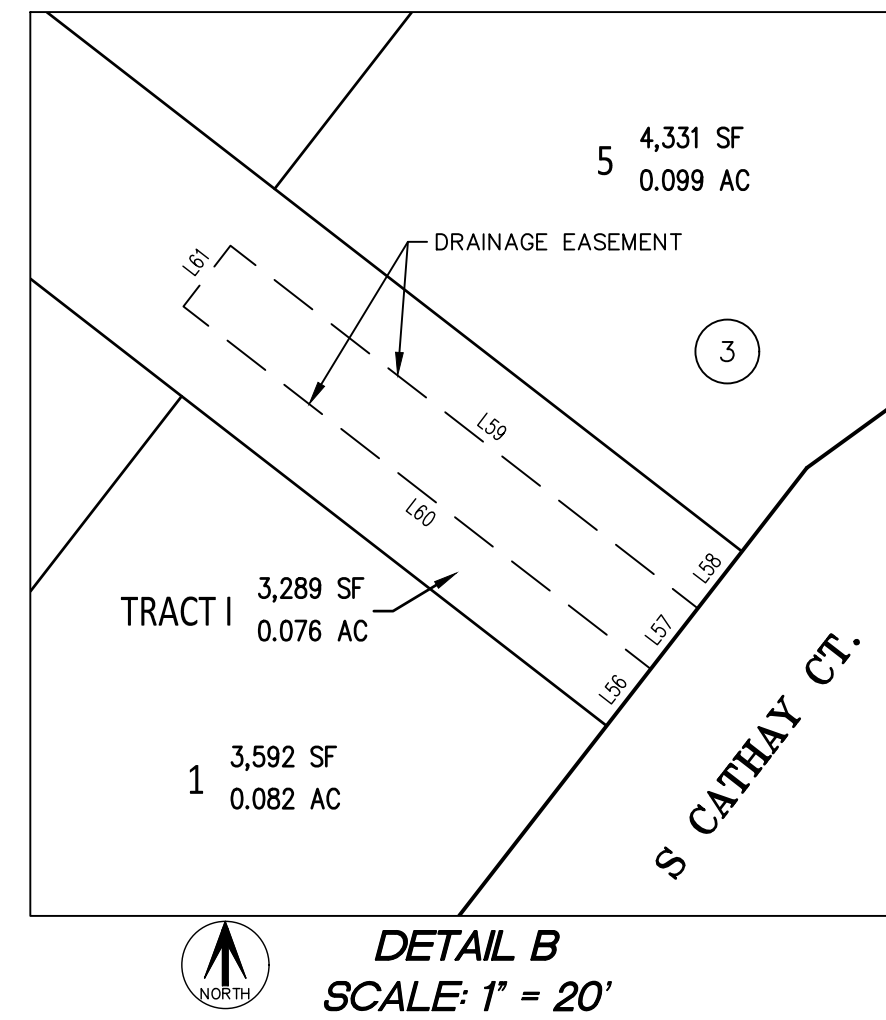 5
4,331 SF
0.099 AC
DRAINAGE EASEMENT
L61
3
L59
L60
L58
TRACT I
3,289 SF
0.076 AC
L57
L56
S CATHAY CT.
1
3,592 SF
0.082 AC
NORTH
DETAIL B
SCALE: 1" = 20'